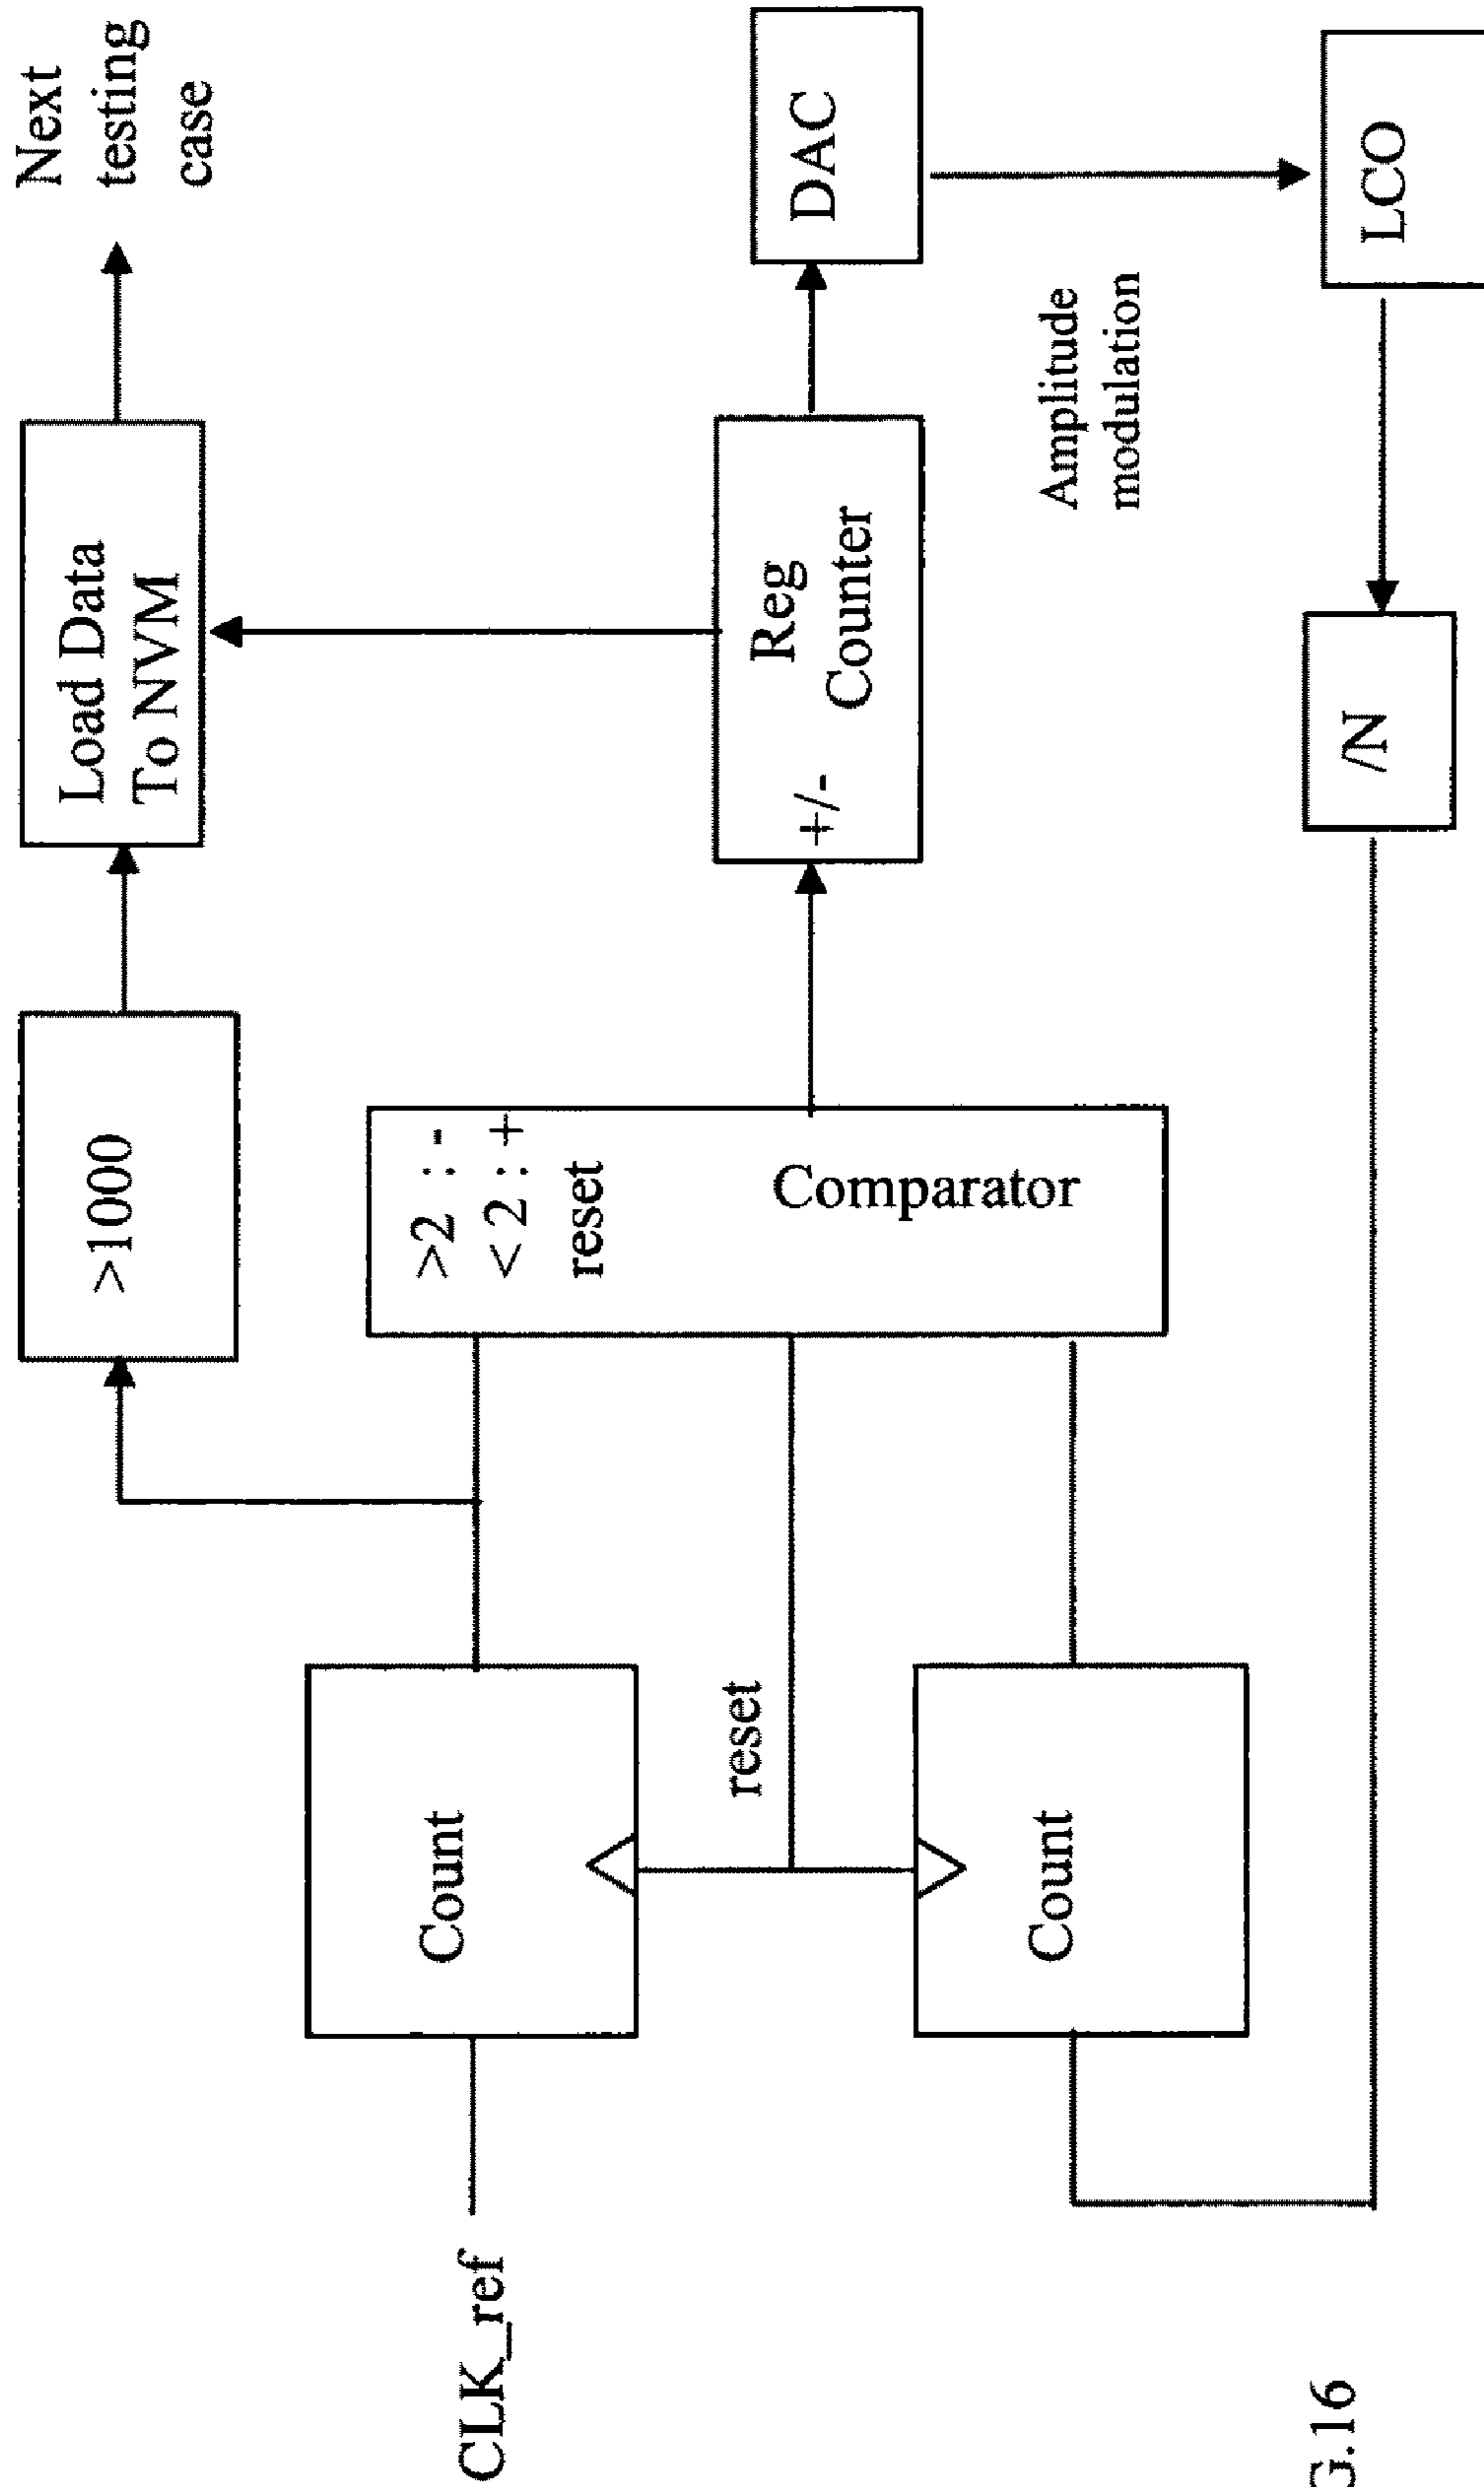 Next
testing
case
>1000
Load Data
To NVM
CLK_ref
Count
>2 : -
< 2 : +
reset
Comparator
reset
+/-
Reg
Counter
DAC
Amplitude
modulation
Count
/N
LCO
G.16